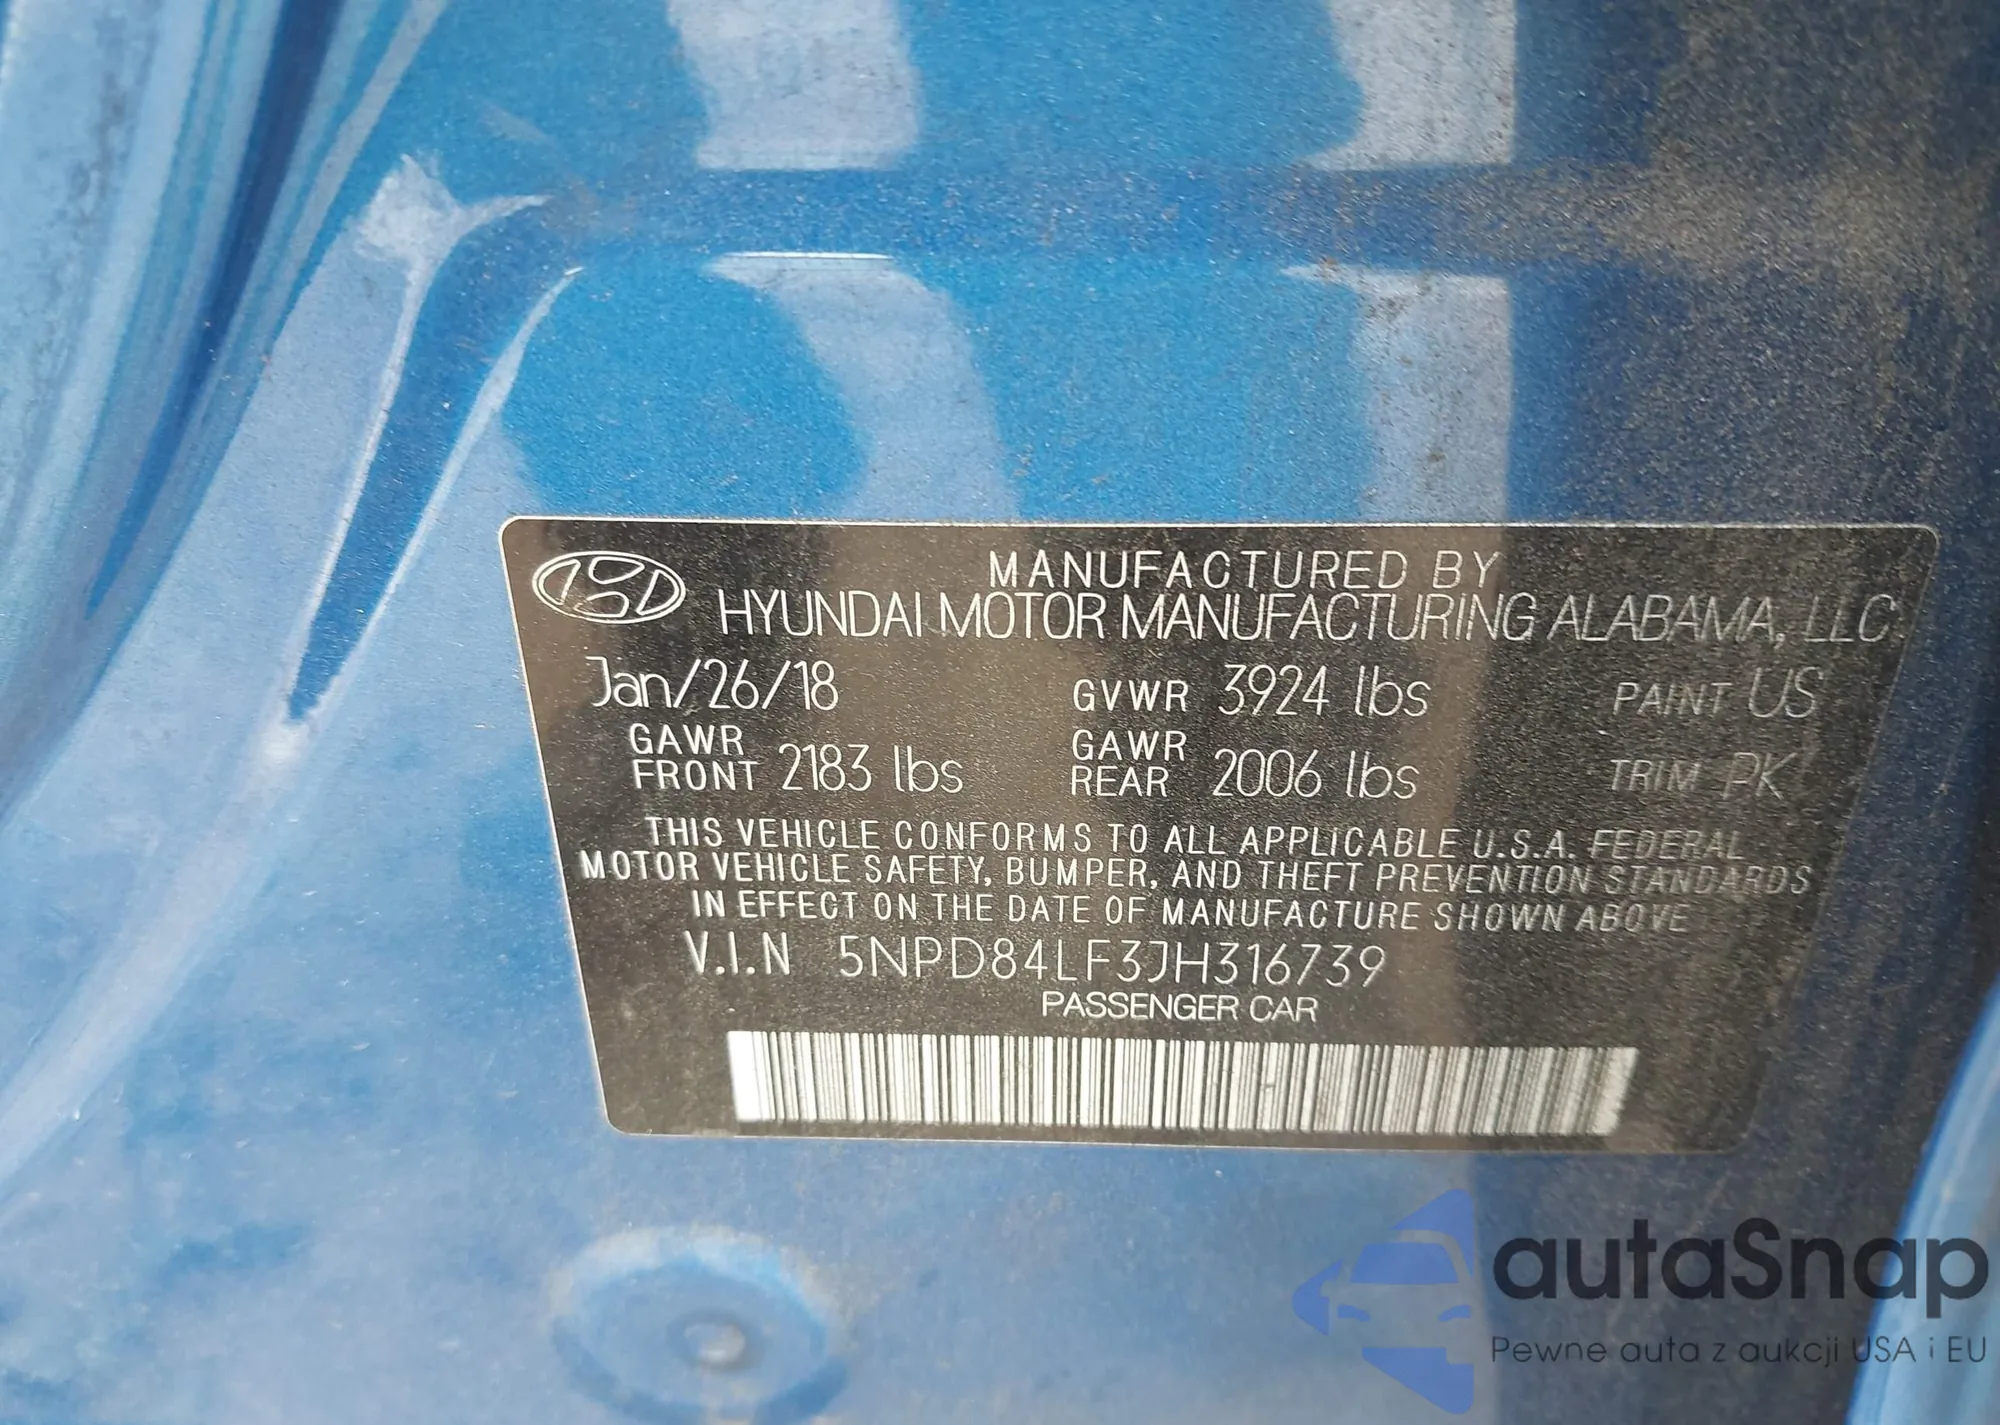 MANUFACTURED BY
HYUNDAI MOTOR MANUFACTURING ALABAMA, LLC
Jan/26/18 GVWR 3924 lbs PAINT US
GAWR FRONT 2183 lbs GAWR REAR 2006 lbs TRIM PK
THIS VEHICLE CONFORMS TO ALL APPLICABLE U.S.A. FEDERAL
MOTOR VEHICLE SAFETY, BUMPER, AND THEFT PREVENTION STANDARDS
IN EFFECT ON THE DATE OF MANUFACTURE SHOWN ABOVE
V.I.N 5NPD84LF3JH316739
PASSENGER CAR
autaSnap
Pewne auta z aukcji USA i EU